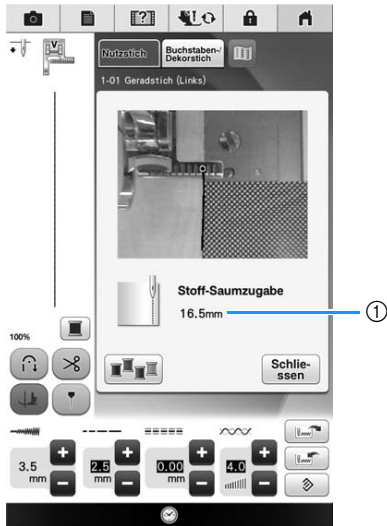 V
Nutzstich
Buchstaben-/
Dekorstich
1-01 Geradstich (Links)
Stoff-Saumzugabe
16.5mm
①
100%
Schlie-
ssen
3.5
mm
2.5
mm
0.00
mm
4.0